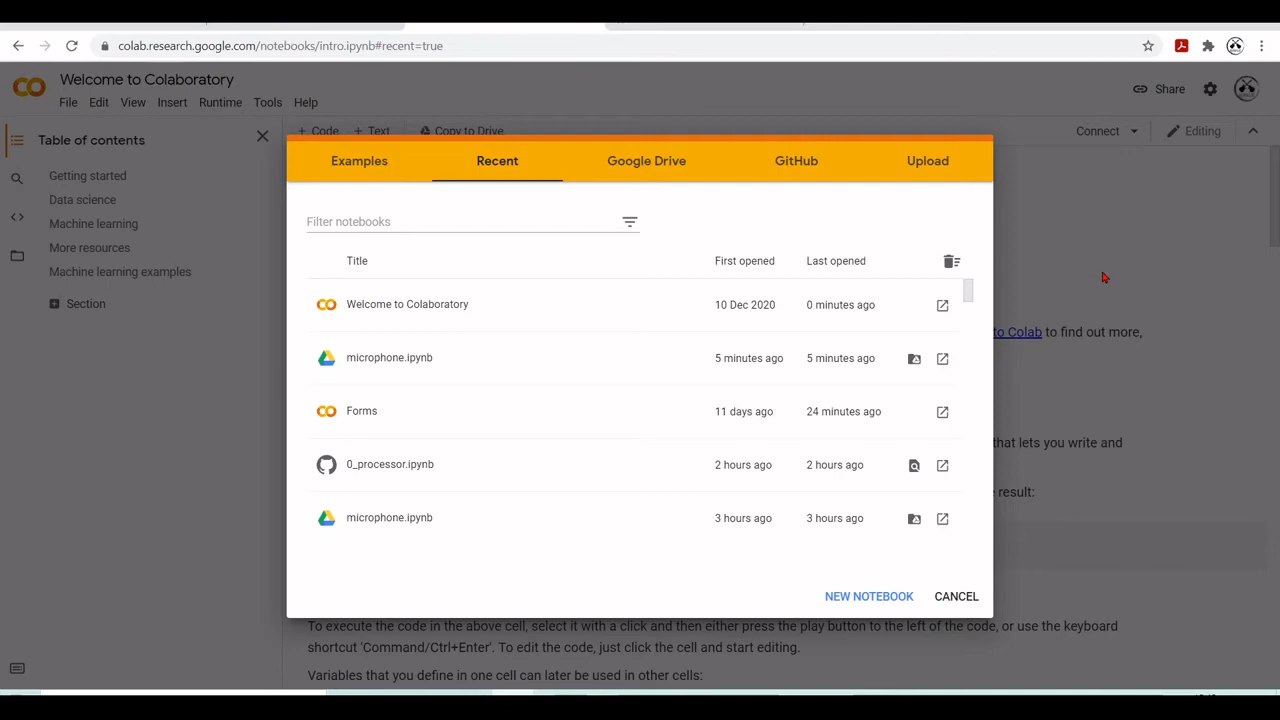 colab.research.google.com/notebooks/intro.ipynb#recent=true
Welcome to Colaboratory
File Edit View Insert Runtime Tools Help
Share
+ Code + Text Copy to Drive
Connect
Editing
Table of contents
Getting started
Data science
Machine learning
More resources
Machine learning examples
Section
Examples Recent Google Drive GitHub Upload
Filter notebooks
Title First opened Last opened
Welcome to Colaboratory 10 Dec 2020 0 minutes ago
microphone.ipynb 5 minutes ago 5 minutes ago
Forms 11 days ago 24 minutes ago
0_processor.ipynb 2 hours ago 2 hours ago
microphone.ipynb 3 hours ago 3 hours ago
NEW NOTEBOOK CANCEL
to Colab to find out more,
that lets you write and
result:
To execute the code in the above cell, select it with a click and then either press the play button to the left of the code, or use the keyboard
shortcut 'Command/Ctrl+Enter'. To edit the code, just click the cell and start editing.
Variables that you define in one cell can later be used in other cells: